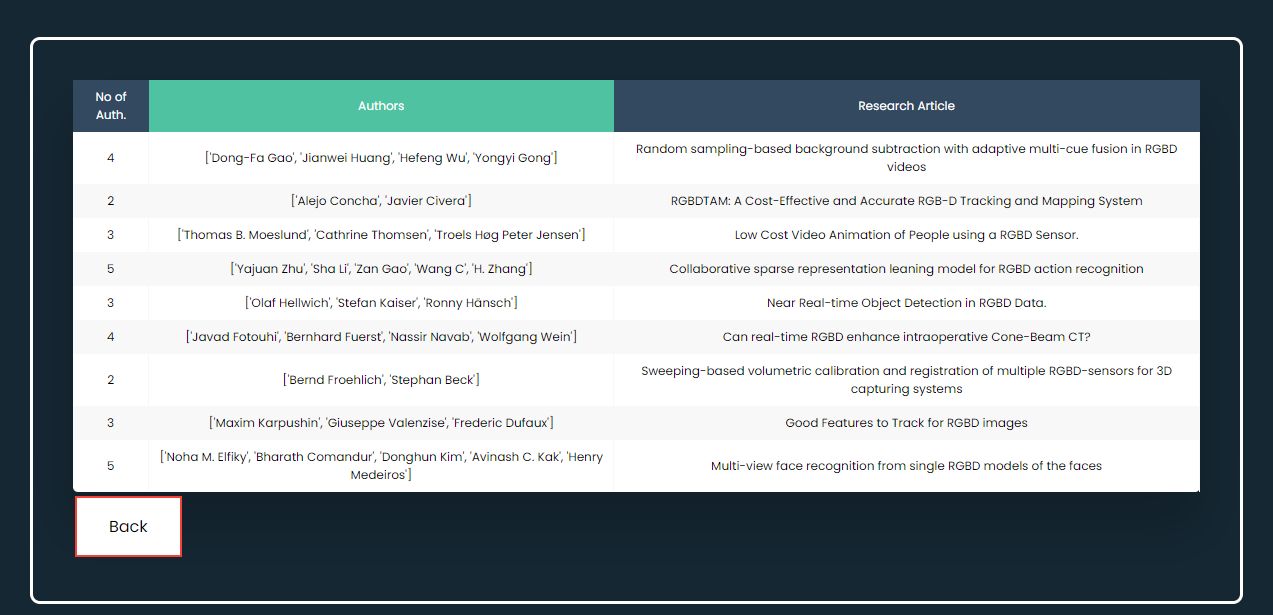 No of
Auth.
Authors
Research Article
4
['Dong-Fa Gao', 'Jianwei Huang', 'Hefeng Wu', 'Yongyi Gong']
Random sampling-based background subtraction with adaptive multi-cue fusion in RGBD
videos
2
['Alejo Concha', 'Javier Civera']
RGBDTAM: A Cost-Effective and Accurate RGB-D Tracking and Mapping System
3
['Thomas B. Moeslund', 'Cathrine Thomsen', 'Troels Høg Peter Jensen']
Low Cost Video Animation of People using a RGBD Sensor.
5
['Yajuan Zhu', 'Sha Li', 'Zan Gao', 'Wang C', 'H. Zhang']
Collaborative sparse representation leaning model for RGBD action recognition
3
['Olaf Hellwich', 'Stefan Kaiser', 'Ronny Hänsch']
Near Real-time Object Detection in RGBD Data.
4
['Javad Fotouhi', 'Bernhard Fuerst', 'Nassir Navab', 'Wolfgang Wein']
Can real-time RGBD enhance intraoperative Cone-Beam CT?
2
['Bernd Froehlich', 'Stephan Beck']
Sweeping-based volumetric calibration and registration of multiple RGBD-sensors for 3D
capturing systems
3
['Maxim Karpushin', 'Giuseppe Valenzise', 'Frederic Dufaux']
Good Features to Track for RGBD images
5
['Noha M. Elfiky', 'Bharath Comandur', 'Donghun Kim', 'Avinash C. Kak', 'Henry
Medeiros']
Multi-view face recognition from single RGBD models of the faces
Back